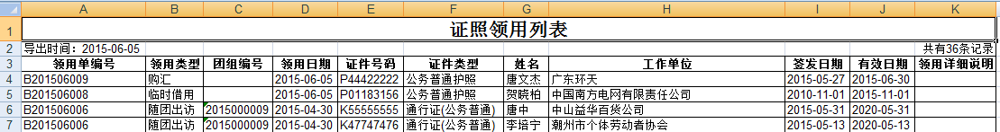 A B C D E F G H I J K
1 证照领用列表
2 导出时间：2015-06-05 共有36条记录
3 领用单编号 领用类型 团组编号 领用日期 证件号码 证件类型 姓名 工作单位 签发日期 有效日期 领用详细说明
4 B201506009 购汇 2015-06-05 P44422222 公务普通护照 唐文杰 广东环天 2015-05-27 2015-06-30
5 B201506008 临时借用 2015-06-05 P01183156 公务普通护照 贺晓柏 中国南方电网有限责任公司 2010-11-01 2015-11-01
6 B201506006 随团出访 2015000009 2015-04-30 K55555555 通行证(公务普通) 唐中 中山益华百货公司 2015-05-31 2020-05-31
7 B201506006 随团出访 2015000009 2015-04-30 K47747476 通行证(公务普通) 李培宁 潮州市个体劳动者协会 2015-05-13 2020-05-13